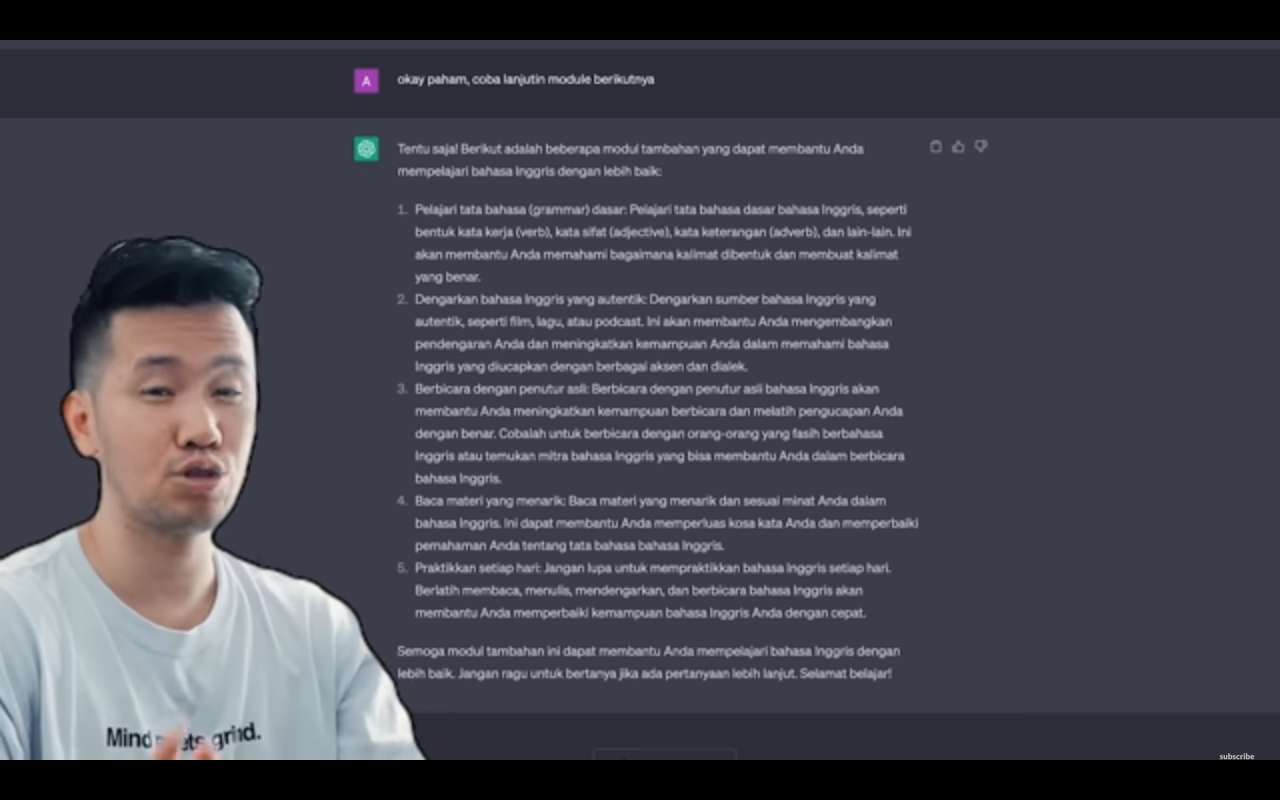 A
okay paham, coba lanjutin module berikutnya
Tentu saja! Berikut adalah beberapa modul tambahan yang dapat membantu Anda
mempelajari bahasa Inggris dengan lebih baik:
1. Pelajari tata bahasa (grammar) dasar: Pelajari tata bahasa dasar bahasa Inggris, seperti
bentuk kata kerja (verb), kata sifat (adjective), kata keterangan (adverb), dan lain-lain. Ini
akan membantu Anda memahami bagaimana kalimat dibentuk dan membuat kalimat
yang benar.
2. Dengarkan bahasa Inggris yang autentik: Dengarkan sumber bahasa Inggris yang
autentik, seperti film, lagu, atau podcast. Ini akan membantu Anda mengembangkan
pendengaran Anda dan meningkatkan kemampuan Anda dalam memahami bahasa
Inggris yang diucapkan dengan berbagai aksen dan dialek.
3. Berbicara dengan penutur asli: Berbicara dengan penutur asli bahasa Inggris akan
membantu Anda meningkatkan kemampuan berbicara dan melatih pengucapan Anda
dengan benar. Cobalah untuk berbicara dengan orang-orang yang fasih berbahasa
Inggris atau temukan mitra bahasa Inggris yang bisa membantu Anda dalam berbicara
bahasa Inggris.
4. Baca materi yang menarik: Baca materi yang menarik dan sesuai minat Anda dalam
bahasa Inggris. Ini dapat membantu Anda memperluas kosa kata Anda dan memperbaiki
pemahaman Anda tentang tata bahasa bahasa Inggris.
5. Praktikkan setiap hari: Jangan lupa untuk mempraktikkan bahasa Inggris setiap hari.
Berlatih membaca, menulis, mendengarkan, dan berbicara bahasa Inggris akan
membantu Anda memperbaiki kemampuan bahasa Inggris Anda dengan cepat.
Semoga modul tambahan ini dapat membantu Anda mempelajari bahasa Inggris dengan
lebih baik. Jangan ragu untuk bertanya jika ada pertanyaan lebih lanjut. Selamat belajar!
Mind grind.
subscribe